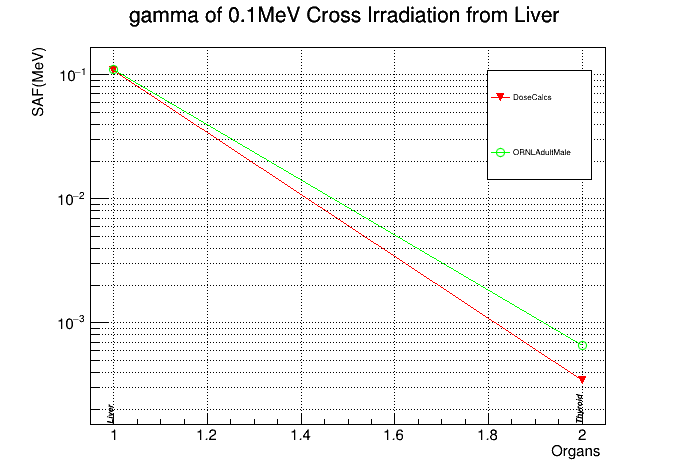 gamma of 0.1MeV Cross Irradiation from Liver
SAF(MeV)
10⁻¹
10⁻²
10⁻³
DoseCalcs
ORNLAdultMale
Liver
Thyroid
1
1.2
1.4
1.6
1.8
2
Organs